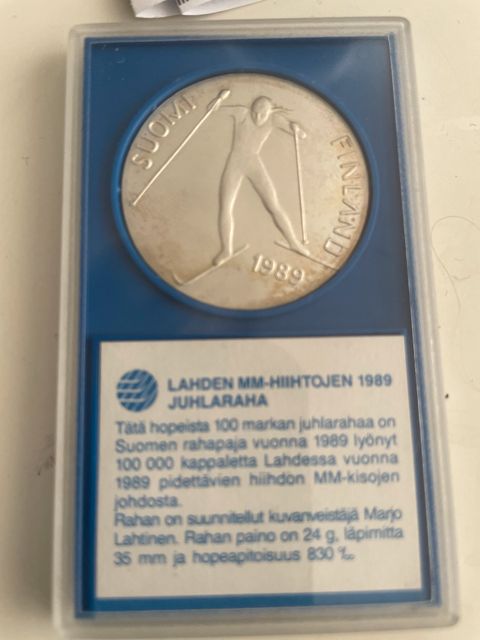 SUOMI
FINLAND
1989
LAHDEN MM-HIIHTOJEN 1989
JUHLARAHA
Tätä hopeista 100 markan juhlarahaa on
Suomen rahapaja vuonna 1989 lyönyt
100 000 kappaletta Lahdessa vuonna
1989 pidettävien hiihdon MM-kisojen
johdosta.
Rahan on suunnitellut kuvanveistäjä Marjo
Lahtinen. Rahan paino on 24 g, läpimitta
35 mm ja hopeapitoisuus 830 ‰